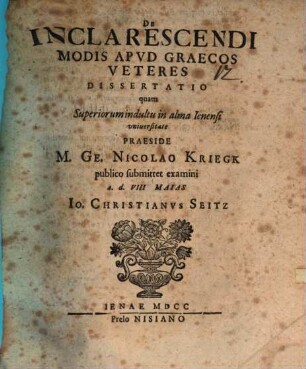 DE
INCLARESCENDI
MODIS APVD GRAECOS
VETERES
DISSERTATIO
quam
Superiorum indultu in alma Ienensi
vniuersitate
PRAESIDE
M. GE. NICOLAO KRIEGK
publico submittet examini
a. d. VIII MAIAS
IO. CHRISTIANVS SEITZ
IENAE MDCC
Prelo NISIANO